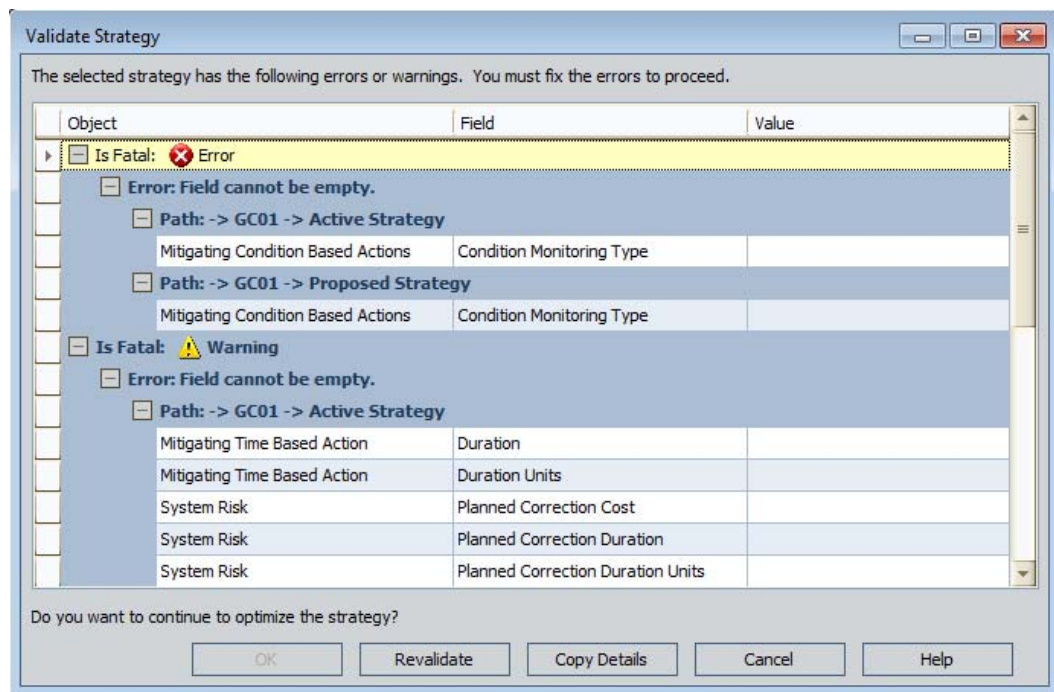 Validate Strategy
The selected strategy has the following errors or warnings. You must fix the errors to proceed.
Object Field Value
Is Fatal: Error
Error: Field cannot be empty.
Path: -> GC01 -> Active Strategy
Mitigating Condition Based Actions Condition Monitoring Type
Path: -> GC01 -> Proposed Strategy
Mitigating Condition Based Actions Condition Monitoring Type
Is Fatal: Warning
Error: Field cannot be empty.
Path: -> GC01 -> Active Strategy
Mitigating Time Based Action Duration
Mitigating Time Based Action Duration Units
System Risk Planned Correction Cost
System Risk Planned Correction Duration
System Risk Planned Correction Duration Units
Do you want to continue to optimize the strategy?
OK Revalidate Copy Details Cancel Help